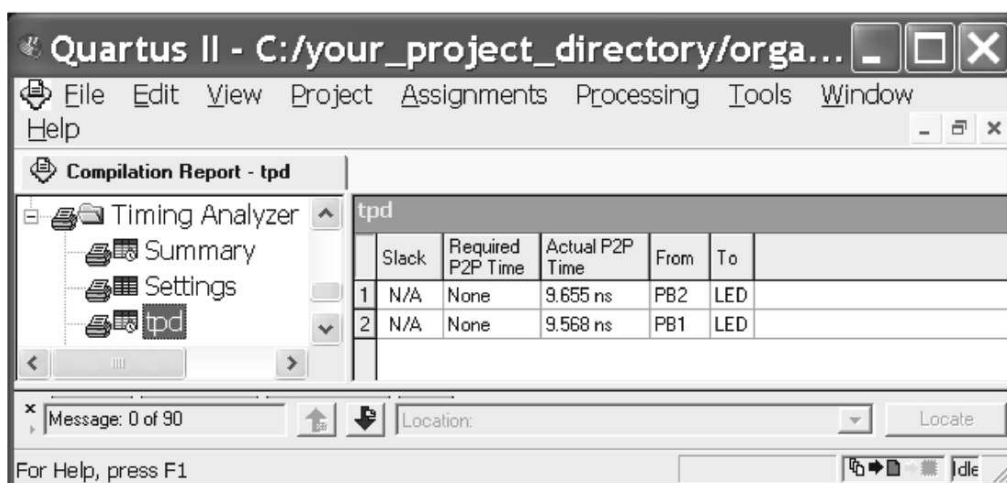 Quartus II - C:/your_project_directory/orga...
File Edit View Project Assignments Processing Tools Window
Help
Compilation Report - tpd
Timing Analyzer
Summary
Settings
tpd
tpd
Slack Required P2P Time Actual P2P Time From To
1 N/A None 9.655 ns PB2 LED
2 N/A None 9.568 ns PB1 LED
Message: 0 of 90 Location: Locate
For Help, press F1 Idle